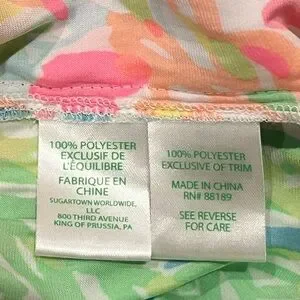 100% POLYESTER
EXCLUSIF DE
L'ÉQUILIBRE
FABRIQUE EN
CHINE
SUGARTOWN WORLDWIDE,
LLC
800 THIRD AVENUE
KING OF PRUSSIA, PA
100% POLYESTER
EXCLUSIVE OF TRIM
MADE IN CHINA
RN# 88189
SEE REVERSE
FOR CARE